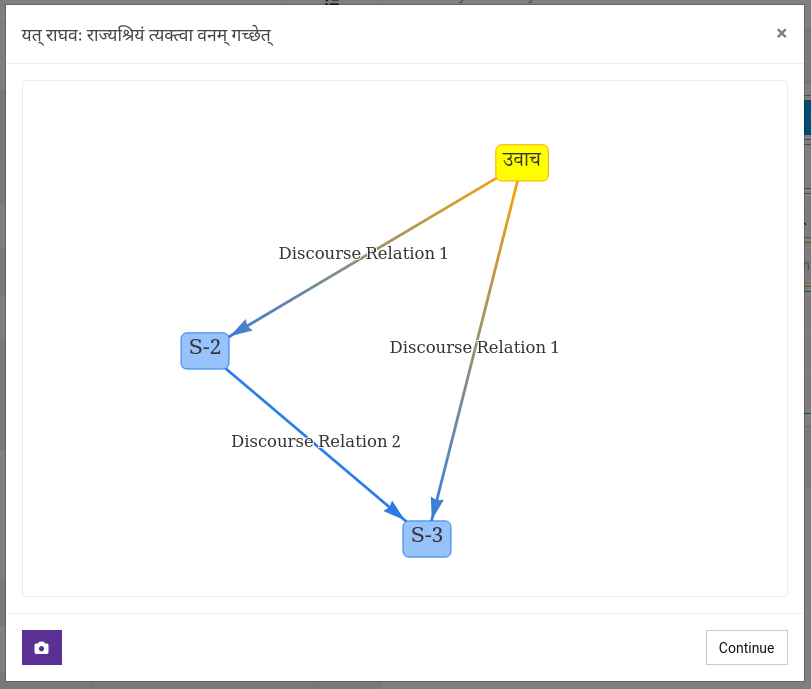 यत् राघवः राज्यश्रियं त्यक्त्वा वनम् गच्छेत्
×
उवाच
Discourse Relation 1
S-2
Discourse Relation 1
Discourse Relation 2
S-3
Continue